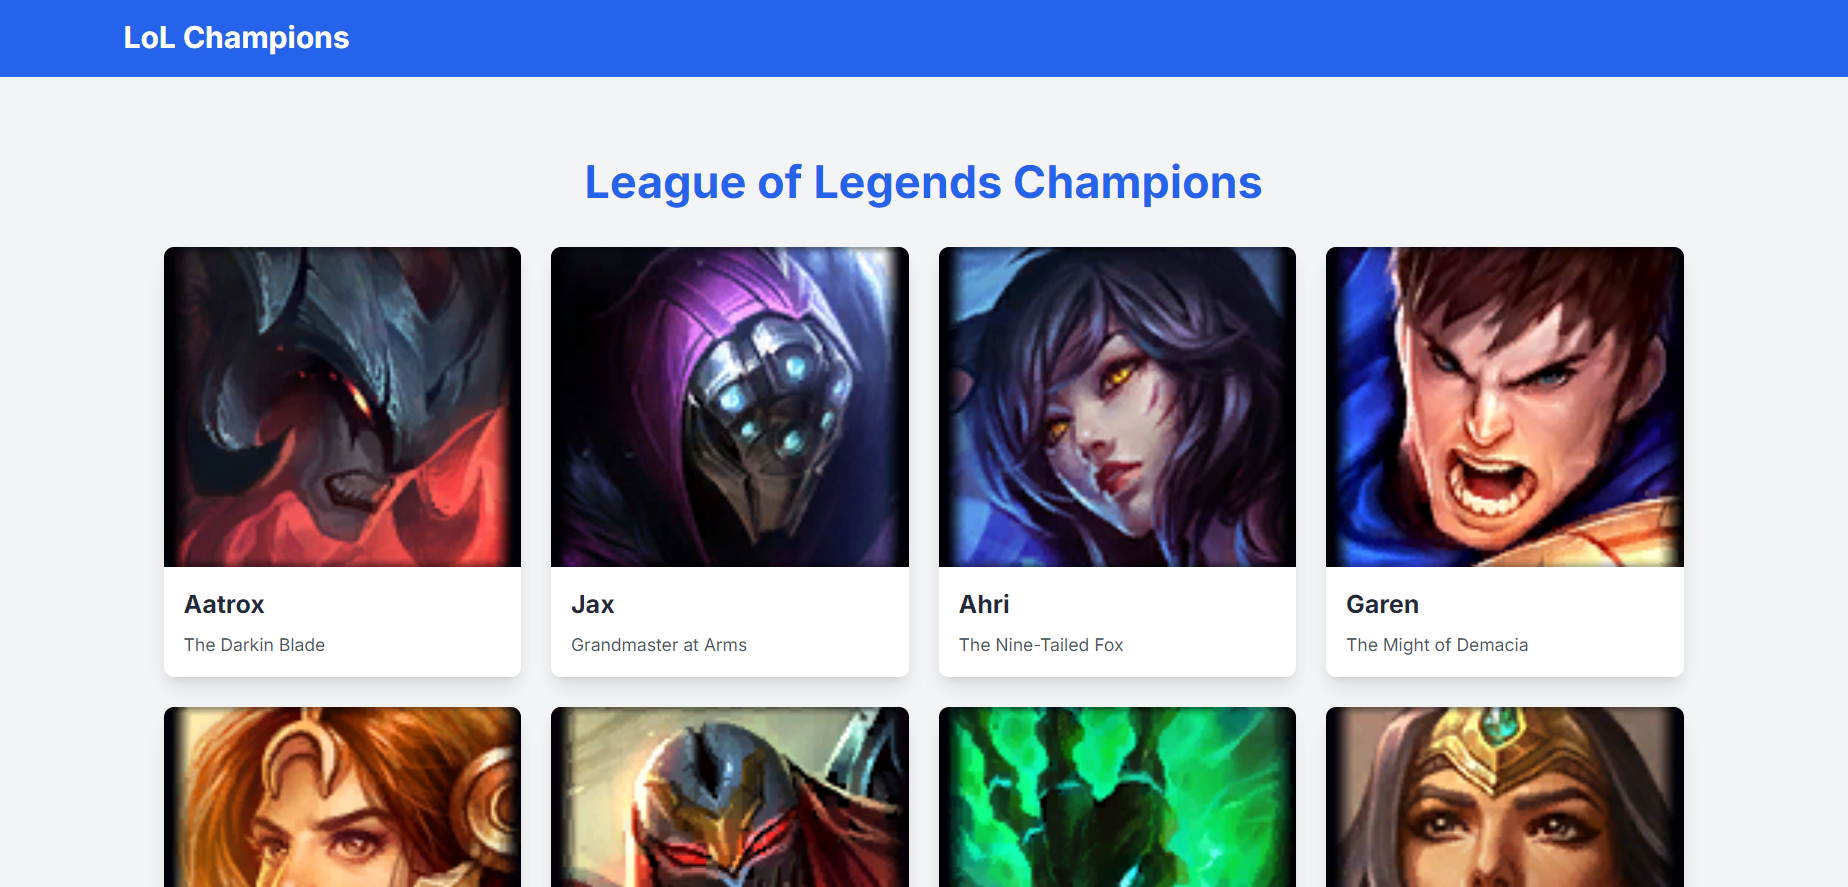 LoL Champions
League of Legends Champions
Aatrox
The Darkin Blade
Jax
Grandmaster at Arms
Ahri
The Nine-Tailed Fox
Garen
The Might of Demacia